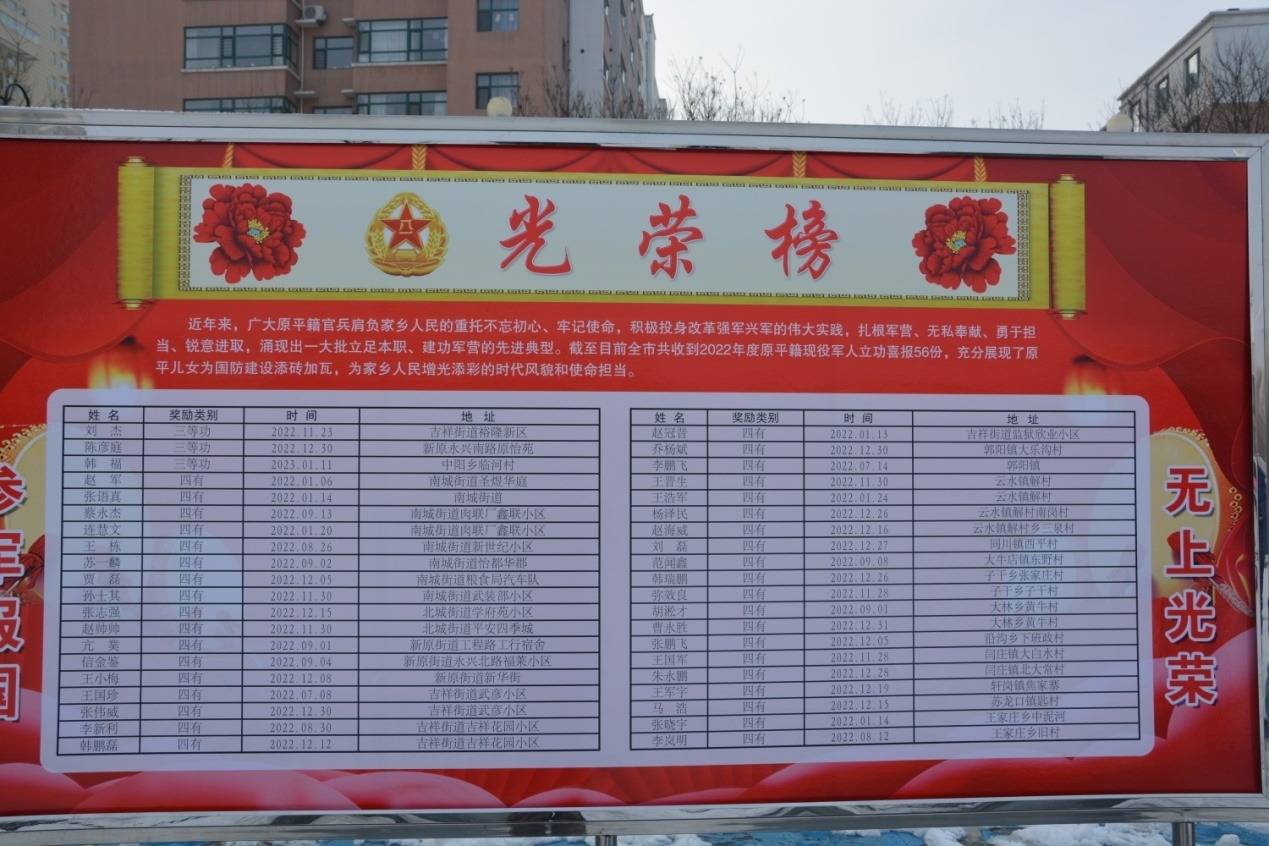 光荣榜
近年来，广大原平籍官兵肩负家乡人民的重托不忘初心、牢记使命，积极投身改革强军兴军的伟大实践，扎根军营、无私奉献、勇于担
当、锐意进取，涌现出一大批立足本职、建功军营的先进典型。截至目前全市共收到2022年度原平籍现役军人立功喜报56份，充分展现了原
平儿女为国防建设添砖加瓦，为家乡人民增光添彩的时代风貌和使命担当。
参军报国
姓 名 奖励类别 时 间 地 址
刘 杰 三等功 2022.11.23 吉祥街道裕隆新区
陈彦庭 三等功 2022.12.30 新原永兴南路原怡苑
韩 福 三等功 2023.01.11 中阳乡临河村
赵 军 四有 2022.01.06 南城街道圣煜华庭
张语真 四有 2022.01.14 南城街道
蔡永杰 四有 2022.09.13 南城街道肉联厂鑫联小区
连慧文 四有 2022.01.20 南城街道肉联厂鑫联小区
王 栋 四有 2022.08.26 南城街道新世纪小区
苏一麟 四有 2022.09.02 南城街道怡都华郡
贾 磊 四有 2022.12.05 南城街道粮食局汽车队
孙士其 四有 2022.11.30 南城街道武装部小区
张志强 四有 2022.12.15 北城街道学府苑小区
赵帅帅 四有 2022.11.30 北城街道平安四季城
亢 四有 2022.09.01 新原街道工程路工行宿舍
信金鉴 四有 2022.09.04 新原街道永兴北路福莱小区
王小梅 四有 2022.12.08 新原街道新华街
王国珍 四有 2022.07.08 吉祥街道武彦小区
张伟威 四有 2022.12.30 吉祥街道武彦小区
李新利 四有 2022.08.30 吉祥街道吉祥花园小区
韩鹏磊 四有 2022.12.12 吉祥街道吉祥花园小区
姓 名 奖励类别 时 间 地 址
赵冠晋 四有 2022.01.13 吉祥街道监狱欣业小区
乔杨斌 四有 2022.12.30 郭阳镇大乐沟村
李鹏飞 四有 2022.07.14 郭阳镇
王晋生 四有 2022.11.30 云水镇解村
王浩军 四有 2022.01.24 云水镇解村
杨泽民 四有 2022.12.26 云水镇解村南岗村
赵海威 四有 2022.12.16 云水镇解村乡三泉村
刘 磊 四有 2022.12.27 同川镇西平村
范闻鑫 四有 2022.09.08 大牛店镇东野村
韩瑞鹏 四有 2022.12.26 子干乡张家庄村
弥效良 四有 2022.11.28 子干乡子干村
胡淞才 四有 2022.09.01 大林乡黄牛村
曹永胜 四有 2022.12.31 大林乡黄牛村
张鹏飞 四有 2022.12.05 沿沟乡下班政村
王国军 四有 2022.11.28 闫庄镇大白水村
朱永鹏 四有 2022.12.28 闫庄镇北大常村
王军宇 四有 2022.12.19 轩岗镇焦家寨
马 浩 四有 2022.12.15 苏龙口镇匙村
张晓宇 四有 2022.01.14 王家庄乡中泥河
李岚明 四有 2022.08.12 王家庄乡旧村
无上光荣